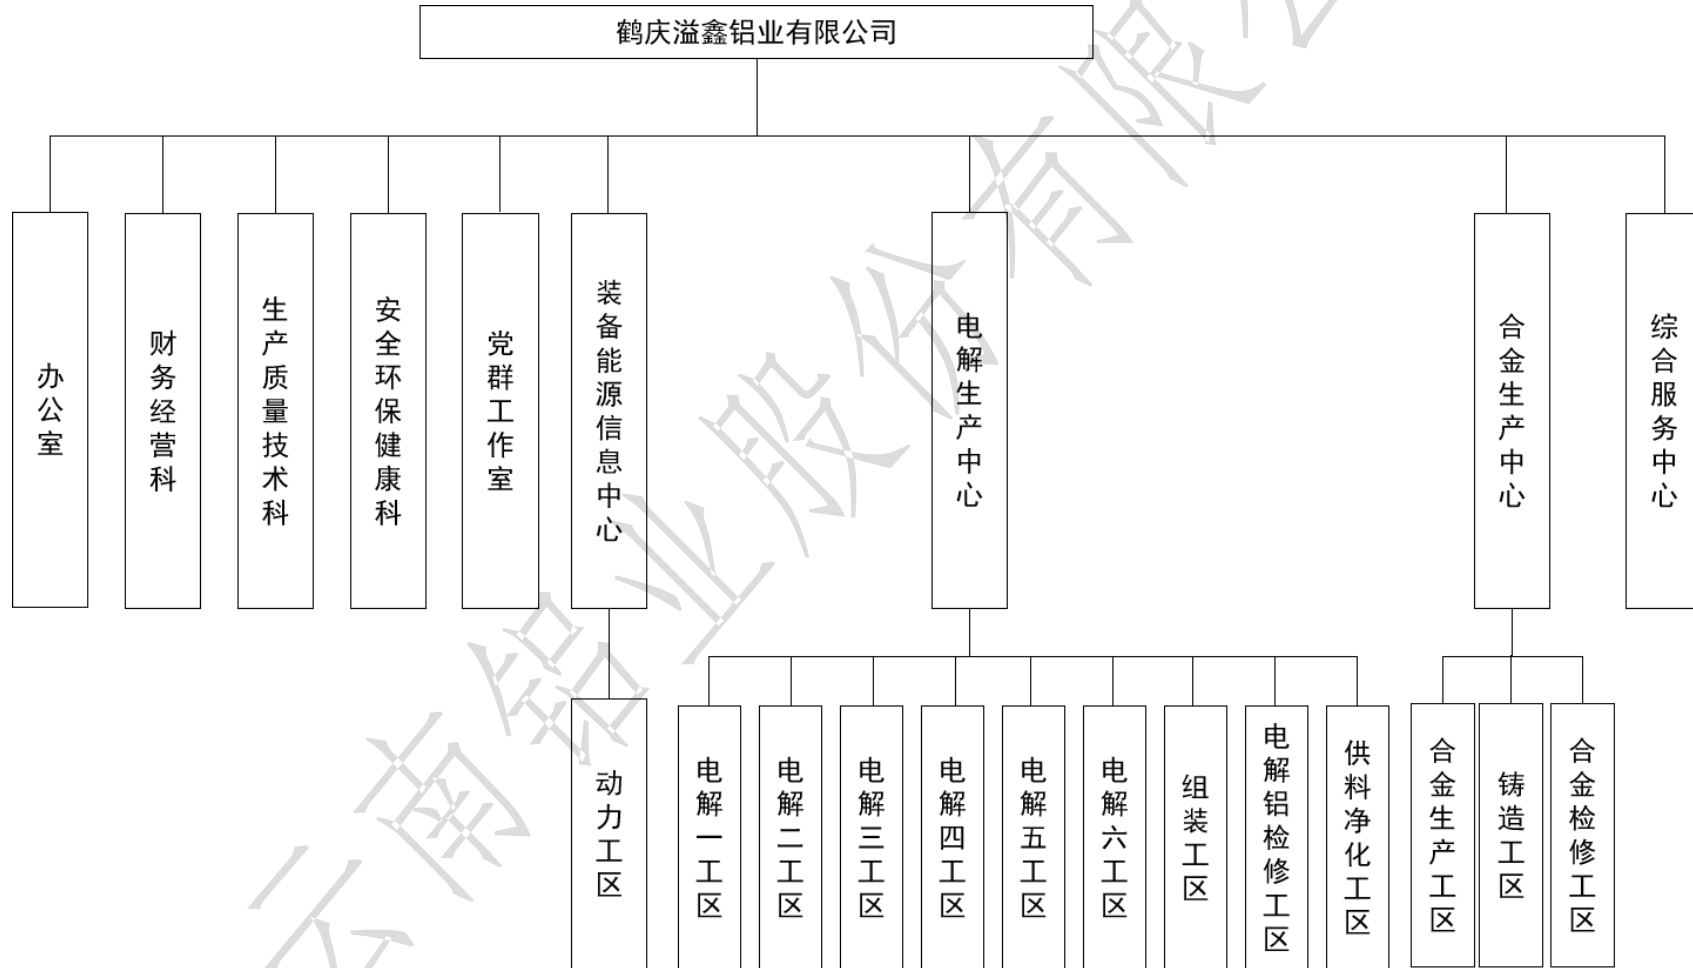 鹤庆溢鑫铝业有限公司
办公室
财务经营科
生产质量技术科
安全环保健康科
党群工作室
装备能源信息中心
电解生产中心
合金生产中心
综合服务中心
动力工区
电解一工区
电解二工区
电解三工区
电解四工区
电解五工区
电解六工区
组装工区
电解铝检修工区
供料净化工区
合金生产工区
铸造工区
合金检修工区
云南铝业股份有限公